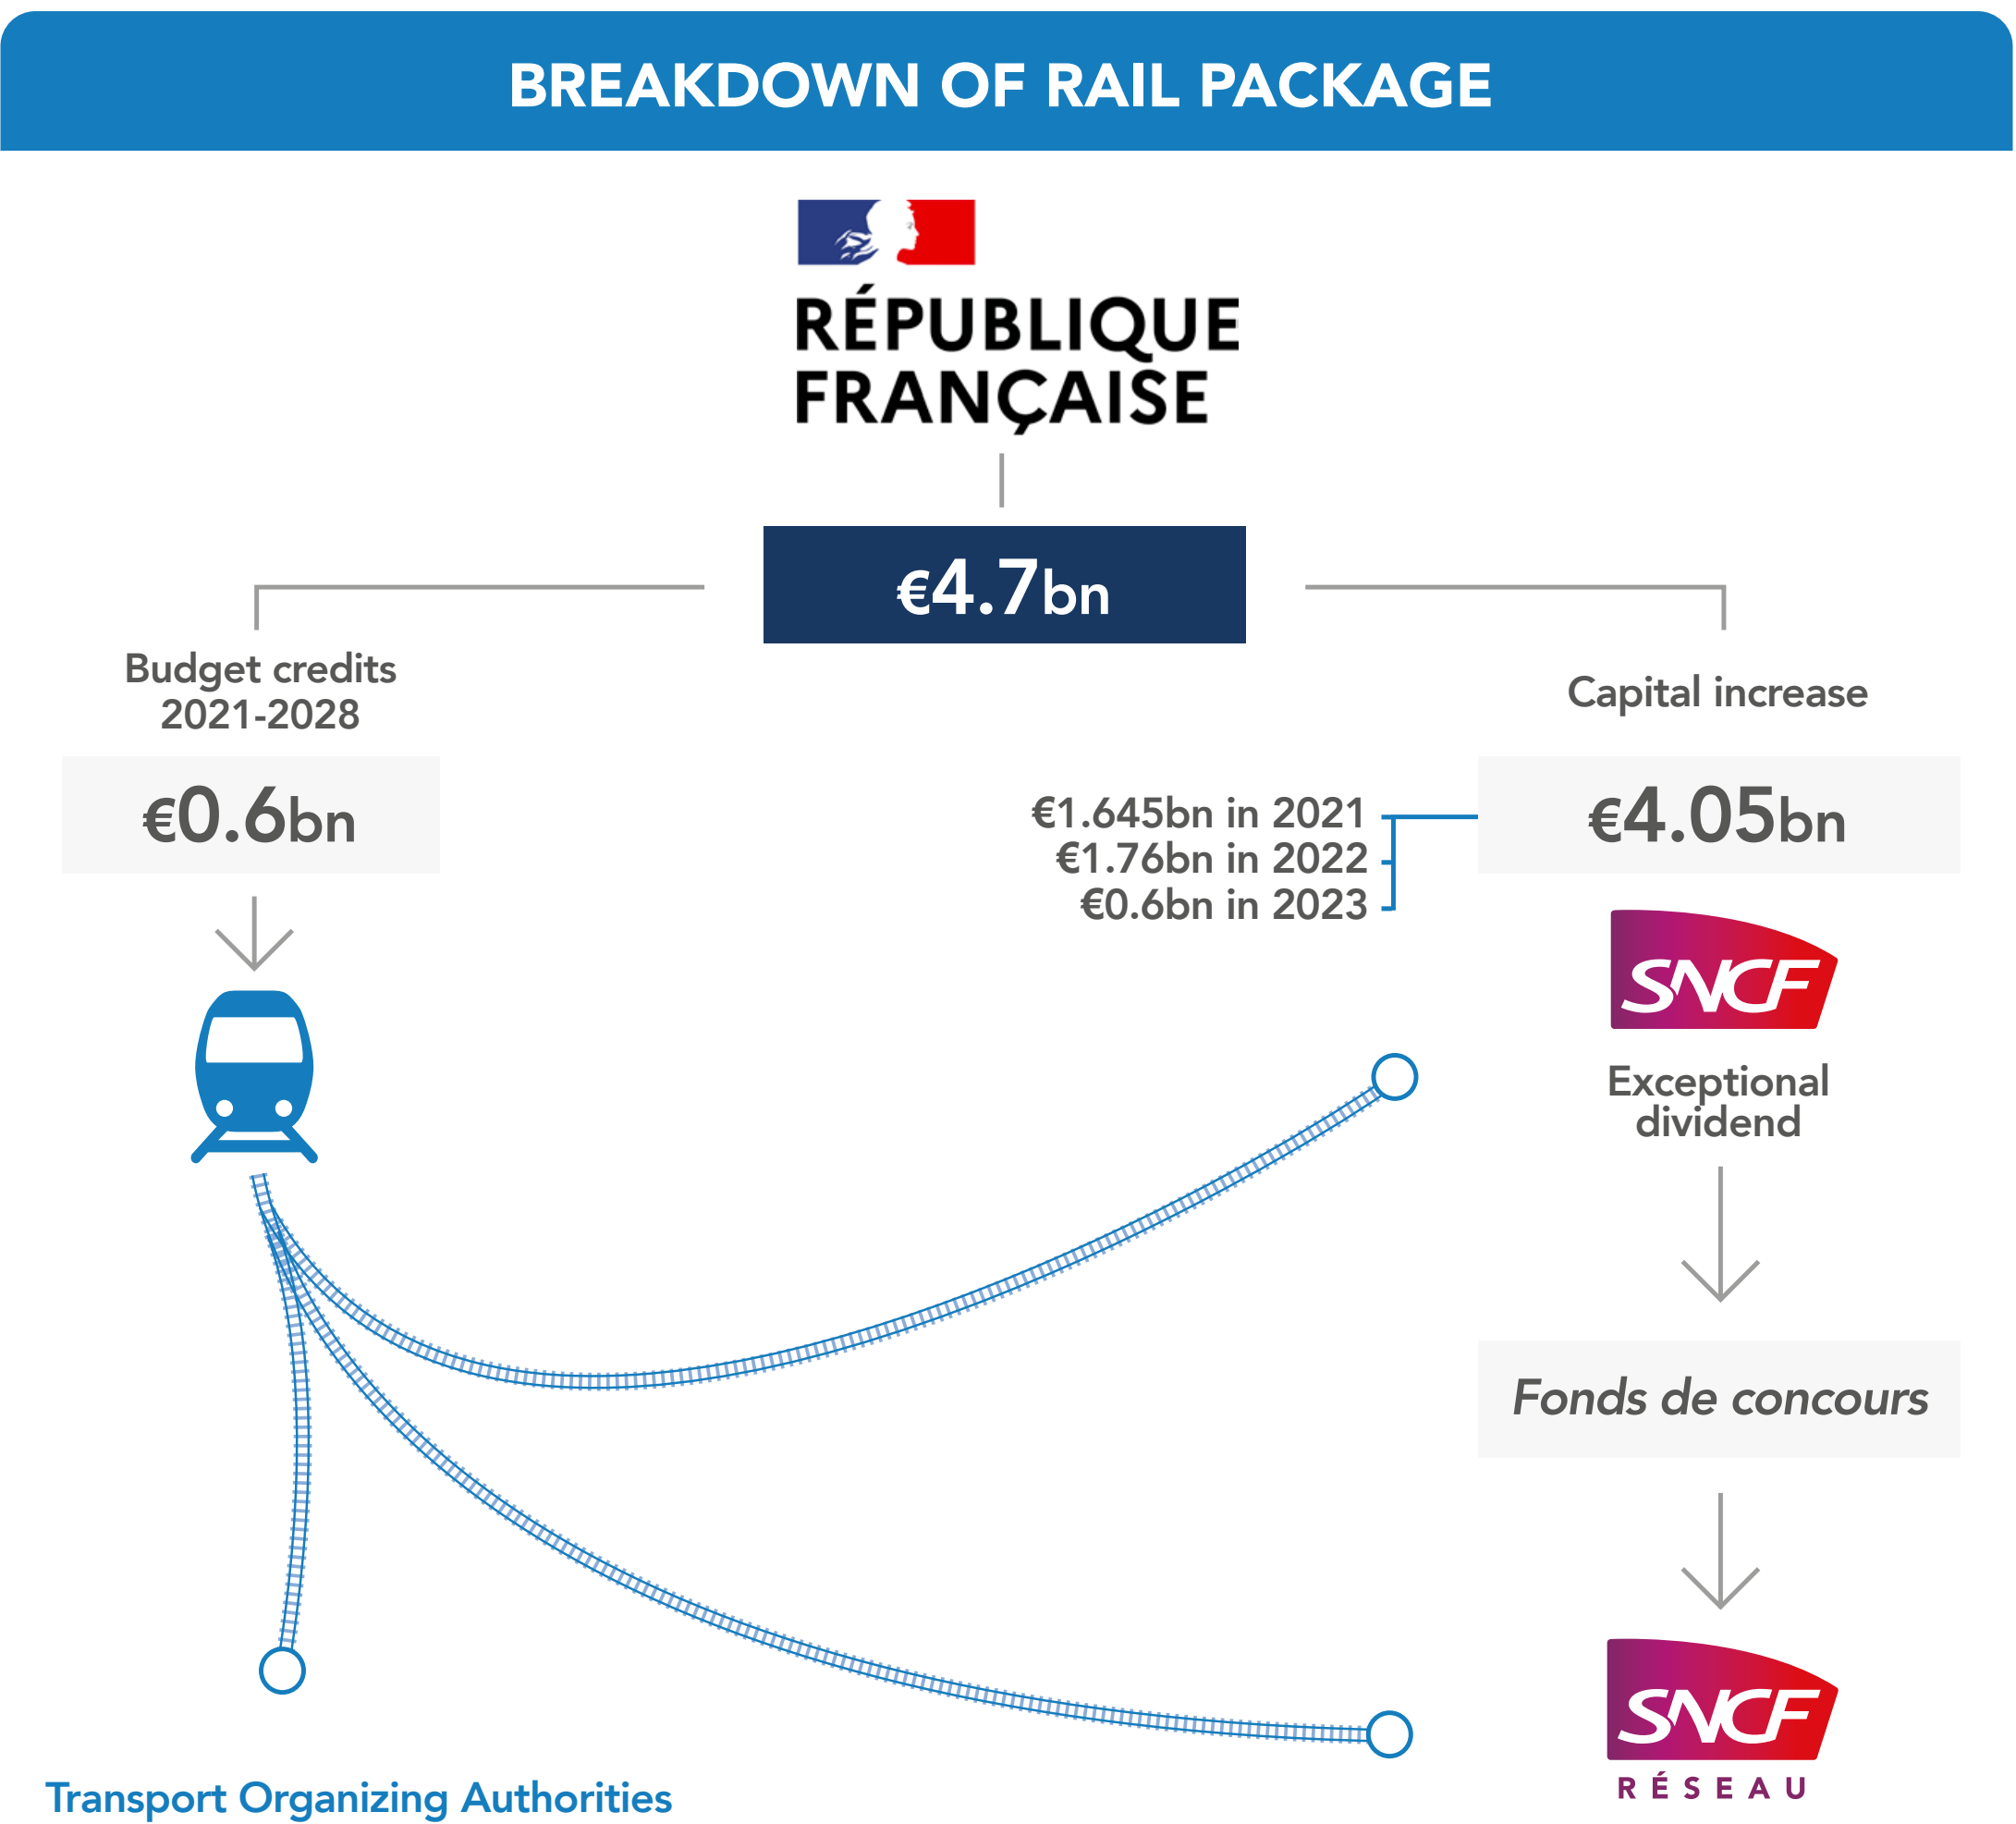 BREAKDOWN OF RAIL PACKAGE
RÉPUBLIQUE
FRANÇAISE
€4.7bn
Budget credits
2021-2028
€0.6bn
Capital increase
€4.05bn
€1.645bn in 2021
€1.76bn in 2022
€0.6bn in 2023
SNCF
Exceptional
dividend
Fonds de concours
SNCF
RÉSEAU
Transport Organizing Authorities